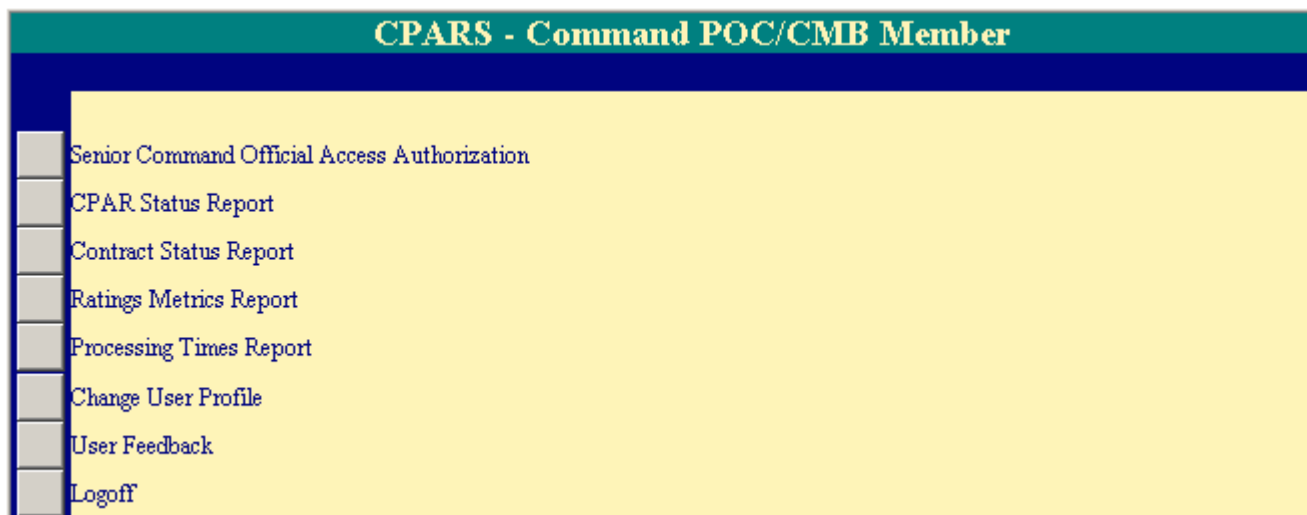 CPARS - Command POC/CMB Member
Senior Command Official Access Authorization
CPAR Status Report
Contract Status Report
Ratings Metrics Report
Processing Times Report
Change User Profile
User Feedback
Logoff